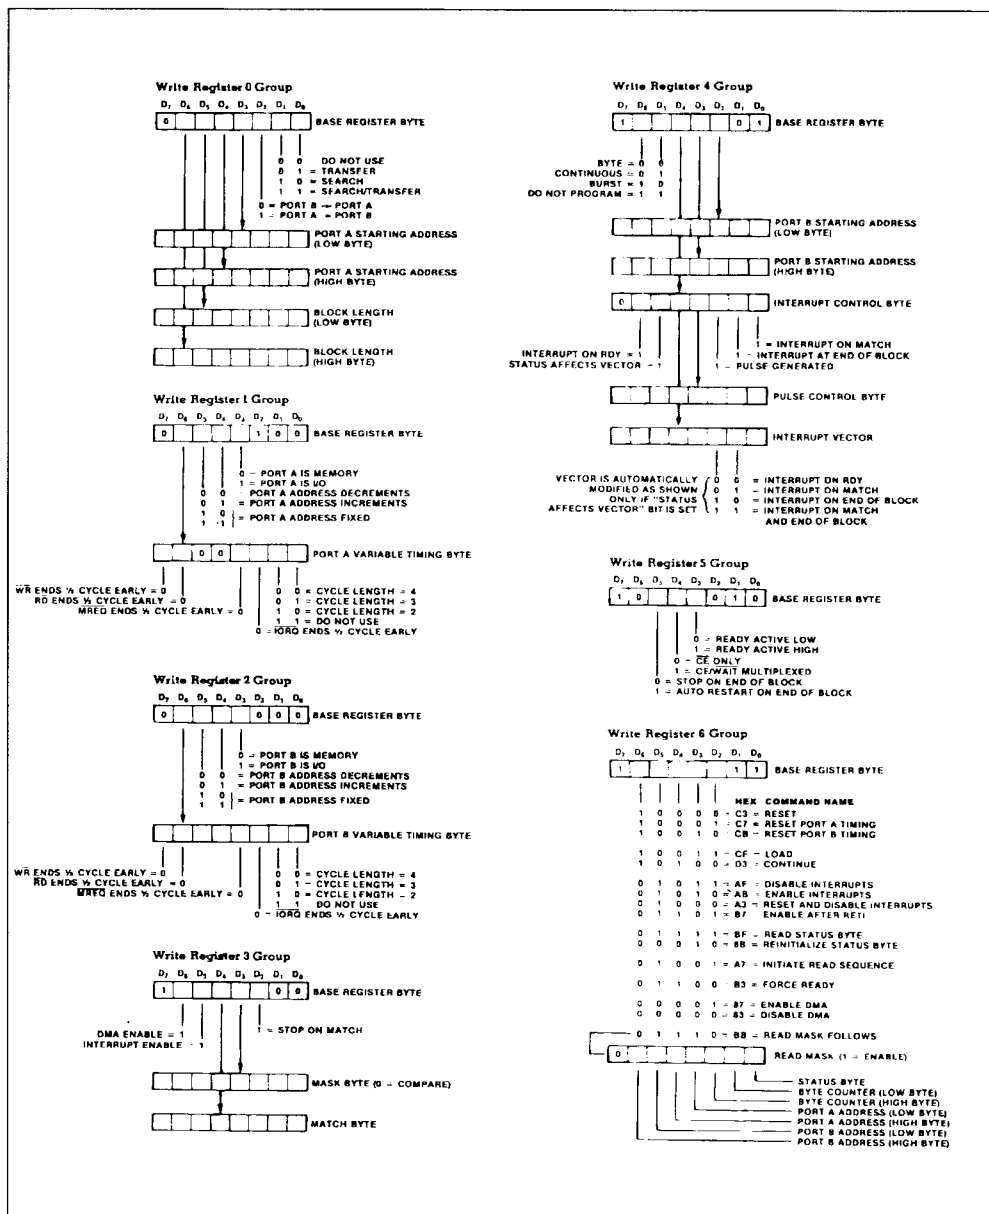 Write Register 0 Group
D7 D6 D5 D4 D3 D2 D1 D0
0 BASE REGISTER BYTE
0 0 DO NOT USE
0 1 = TRANSFER
1 0 = SEARCH
1 1 = SEARCH/TRANSFER
0 = PORT B → PORT A
1 = PORT A → PORT B
PORT A STARTING ADDRESS
(LOW BYTE)
PORT A STARTING ADDRESS
(HIGH BYTE)
BLOCK LENGTH
(LOW BYTE)
BLOCK LENGTH
(HIGH BYTE)
Write Register 1 Group
D7 D6 D5 D4 D3 D2 D1 D0
0 1 0 0 BASE REGISTER BYTE
0 = PORT A IS MEMORY
1 = PORT A IS I/O
0 0 = PORT A ADDRESS DECREMENTS
0 1 = PORT A ADDRESS INCREMENTS
1 0
1 1 } = PORT A ADDRESS FIXED
0 0 PORT A VARIABLE TIMING BYTE
WR ENDS ½ CYCLE EARLY = 0
RD ENDS ½ CYCLE EARLY = 0
MREQ ENDS ½ CYCLE EARLY = 0
0 0 = CYCLE LENGTH = 4
0 1 = CYCLE LENGTH = 3
1 0 = CYCLE LENGTH = 2
1 1 = DO NOT USE
0 = IORQ ENDS ½ CYCLE EARLY
Write Register 2 Group
D7 D6 D5 D4 D3 D2 D1 D0
0 0 0 0 BASE REGISTER BYTE
0 = PORT B IS MEMORY
1 = PORT B IS I/O
0 0 = PORT B ADDRESS DECREMENTS
0 1 = PORT B ADDRESS INCREMENTS
1 0
1 1 } = PORT B ADDRESS FIXED
PORT B VARIABLE TIMING BYTE
WR ENDS ½ CYCLE EARLY = 0
RD ENDS ½ CYCLE EARLY = 0
MREQ ENDS ½ CYCLE EARLY = 0
0 0 = CYCLE LENGTH = 4
0 1 = CYCLE LENGTH = 3
1 0 = CYCLE LENGTH = 2
1 1 DO NOT USE
0 = IORQ ENDS ½ CYCLE EARLY
Write Register 3 Group
D7 D6 D5 D4 D3 D2 D1 D0
1 0 0 BASE REGISTER BYTE
DMA ENABLE = 1
INTERRUPT ENABLE = 1
1 = STOP ON MATCH
MASK BYTE (0 = COMPARE)
MATCH BYTE
Write Register 4 Group
D7 D6 D5 D4 D3 D2 D1 D0
1 0 1 BASE REGISTER BYTE
BYTE = 0 0
CONTINUOUS = 0 1
BURST = 1 0
DO NOT PROGRAM = 1 1
PORT B STARTING ADDRESS
(LOW BYTE)
PORT B STARTING ADDRESS
(HIGH BYTE)
0 INTERRUPT CONTROL BYTE
INTERRUPT ON RDY = 1
STATUS AFFECTS VECTOR = 1
1 = INTERRUPT ON MATCH
1 = INTERRUPT AT END OF BLOCK
1 = PULSE GENERATED
PULSE CONTROL BYTE
INTERRUPT VECTOR
VECTOR IS AUTOMATICALLY
MODIFIED AS SHOWN
ONLY IF "STATUS
AFFECTS VECTOR" BIT IS SET
0 0 = INTERRUPT ON RDY
0 1 = INTERRUPT ON MATCH
1 0 = INTERRUPT ON END OF BLOCK
1 1 = INTERRUPT ON MATCH
AND END OF BLOCK
Write Register 5 Group
D7 D6 D5 D4 D3 D2 D1 D0
1 0 0 1 0 BASE REGISTER BYTE
0 = READY ACTIVE LOW
1 = READY ACTIVE HIGH
0 = CE ONLY
1 = CE/WAIT MULTIPLEXED
0 = STOP ON END OF BLOCK
1 = AUTO RESTART ON END OF BLOCK
Write Register 6 Group
D7 D6 D5 D4 D3 D2 D1 D0
1 1 1 BASE REGISTER BYTE
HEX COMMAND NAME
1 0 0 0 0 = C3 = RESET
1 0 0 0 1 = C7 = RESET PORT A TIMING
1 0 0 1 0 = CB = RESET PORT B TIMING
1 0 0 1 1 = CF = LOAD
1 0 1 0 0 = D3 = CONTINUE
0 1 0 1 1 = AF = DISABLE INTERRUPTS
0 1 0 1 0 = AB = ENABLE INTERRUPTS
0 1 0 0 0 = A3 = RESET AND DISABLE INTERRUPTS
0 1 1 0 1 = B7 ENABLE AFTER RETI
0 1 1 1 1 = BF = READ STATUS BYTE
0 0 0 1 0 = 8B = REINITIALIZE STATUS BYTE
0 1 0 0 1 = A7 = INITIATE READ SEQUENCE
0 1 1 0 0 = B3 = FORCE READY
0 0 0 0 1 = 87 = ENABLE DMA
0 0 0 0 0 = 83 = DISABLE DMA
0 1 1 1 0 = BB = READ MASK FOLLOWS
0 READ MASK (1 = ENABLE)
STATUS BYTE
BYTE COUNTER (LOW BYTE)
BYTE COUNTER (HIGH BYTE)
PORT A ADDRESS (LOW BYTE)
PORT A ADDRESS (HIGH BYTE)
PORT B ADDRESS (LOW BYTE)
PORT B ADDRESS (HIGH BYTE)